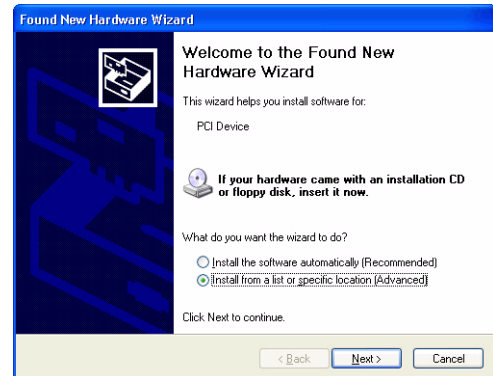 Found New Hardware Wizard
Welcome to the Found New
Hardware Wizard
This wizard helps you install software for:
PCI Device
If your hardware came with an installation CD
or floppy disk, insert it now.
What do you want the wizard to do?
Install the software automatically (Recommended)
Install from a list or specific location (Advanced)
Click Next to continue.
< Back
Next >
Cancel